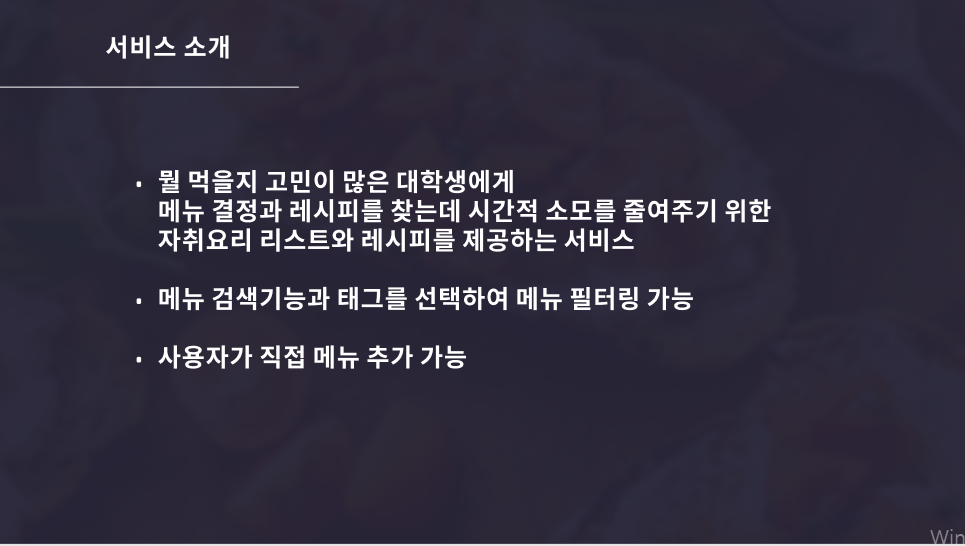 서비스 소개
• 뭘 먹을지 고민이 많은 대학생에게
메뉴 결정과 레시피를 찾는데 시간적 소모를 줄여주기 위한
자취요리 리스트와 레시피를 제공하는 서비스
• 메뉴 검색기능과 태그를 선택하여 메뉴 필터링 가능
• 사용자가 직접 메뉴 추가 가능
Win